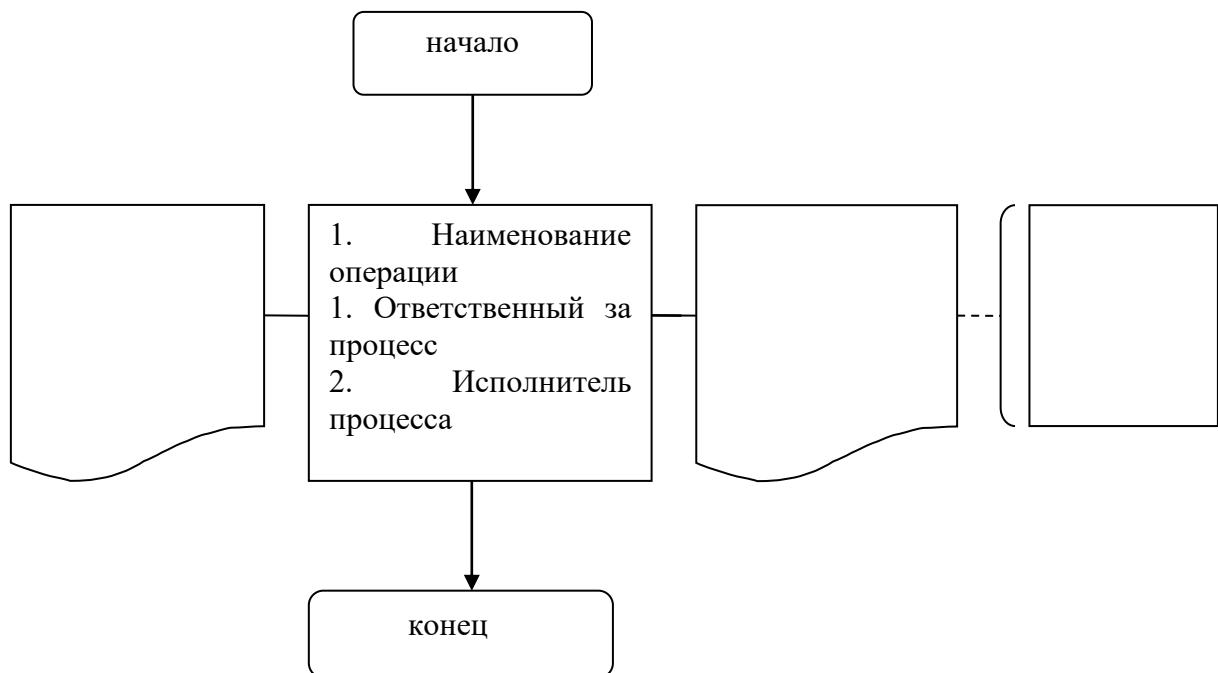 начало
1. Наименование
операции
1. Ответственный за
процесс
2. Исполнитель
процесса
конец